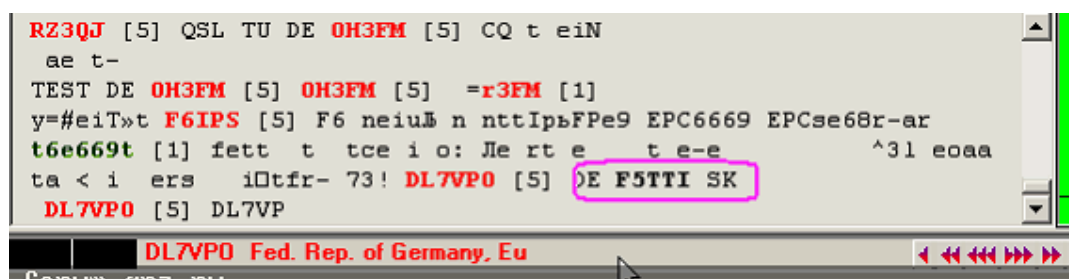 RZ3QJ [5] QSL TU DE OH3FM [5] CQ t eiN
ae t-
TEST DE OH3FM [5] OH3FM [5] =r3FM [1]
y=#eiT»t F6IPS [5] F6 neiuЉ n nttIpьFPe9 EPC6669 EPCse68r-ar
t6e669t [1] fett t tce i o: Лe rt e t e-e ^3l eoaa
ta < i ers i□tfr- 73! DL7VPO [5] DE F5TTI SK
DL7VPO [5] DL7VP
DL7VPO Fed. Rep. of Germany, Eu